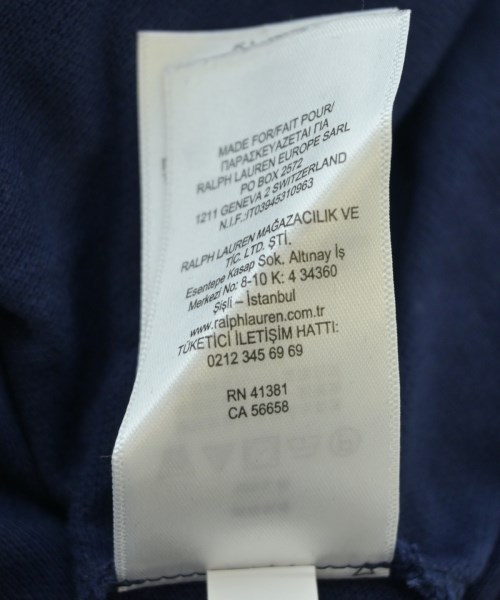 MADE FOR/FAIT POUR/
ΠΑΡΑΣΚΕΥΑΖΕΤΑΙ ΓΙΑ
RALPH LAUREN EUROPE SARL
PO BOX 2572
1211 GENEVA 2 SWITZERLAND
N.I.F.:IT03945310963
RALPH LAUREN MAĞAZACILIK VE
TİC. LTD. ŞTİ.
Esentepe Kasap Sok. Altınay İş
Merkezi No: 8-10 K: 4 34360
Şişli – İstanbul
www.ralphlauren.com.tr
TÜKETİCİ İLETİŞİM HATTI:
0212 345 69 69
RN 41381
CA 56658